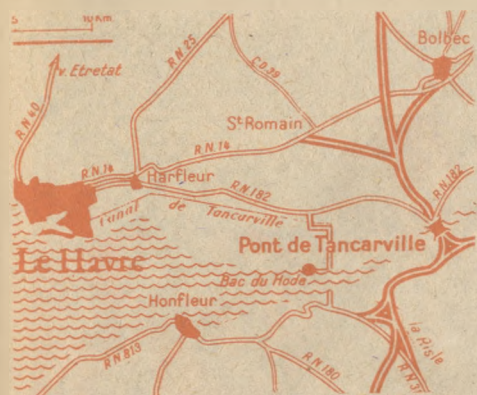 5 10 Km
Bolbec
v. Etretat
R.N 25
C.D 39
R.N 40
St Romain
R.N.14
R.N.14
Harfleur
R.N.182
R.N.182
Canal de Tancarville
Pont de Tancarville
Le Havre
Bac du Hode
Honfleur
la Risle
R.N 813
R.N 180
R.N 31